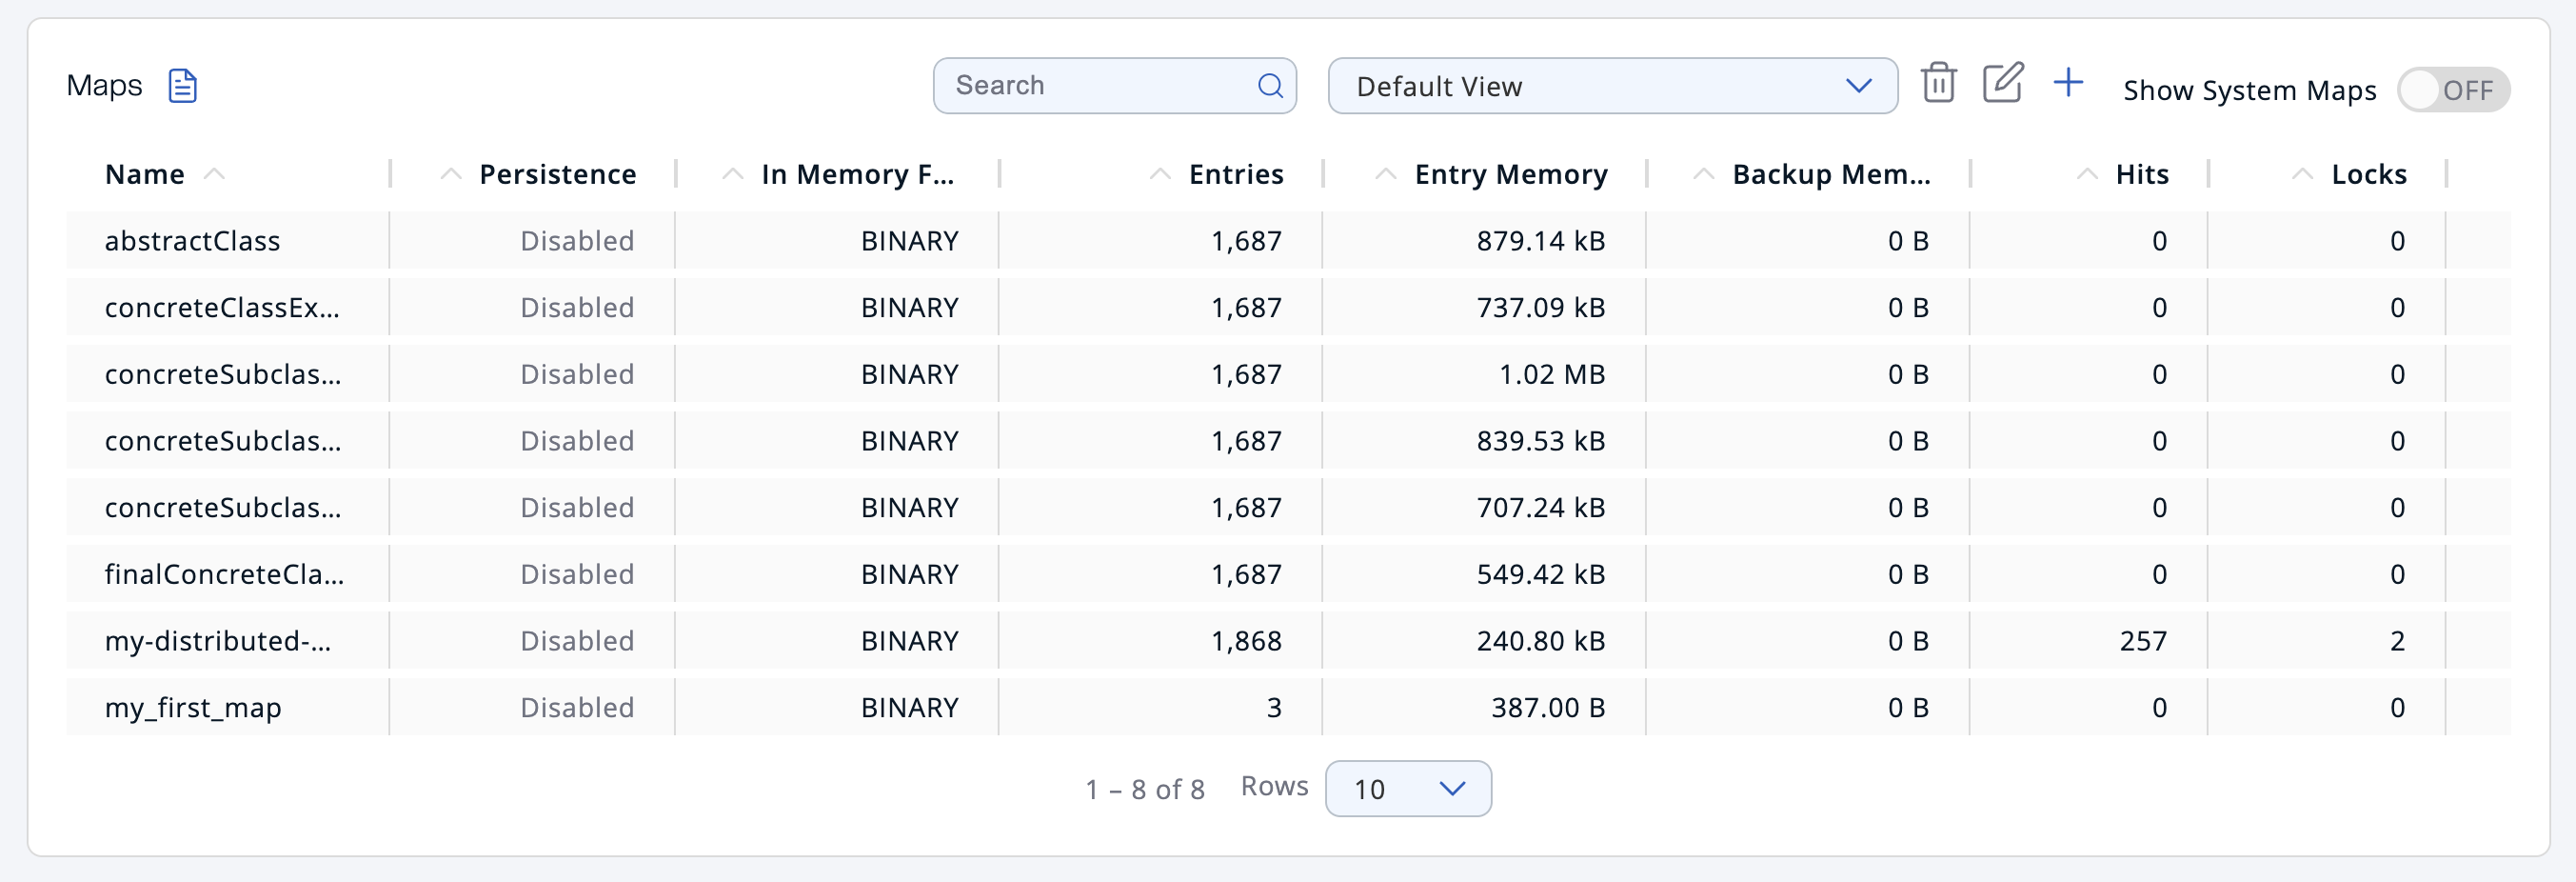 Maps Search Default View Show System Maps OFF
Name Persistence In Memory F... Entries Entry Memory Backup Mem... Hits Locks
abstractClass Disabled BINARY 1,687 879.14 kB 0 B 0 0
concreteClassEx... Disabled BINARY 1,687 737.09 kB 0 B 0 0
concreteSubclas... Disabled BINARY 1,687 1.02 MB 0 B 0 0
concreteSubclas... Disabled BINARY 1,687 839.53 kB 0 B 0 0
concreteSubclas... Disabled BINARY 1,687 707.24 kB 0 B 0 0
finalConcreteCla... Disabled BINARY 1,687 549.42 kB 0 B 0 0
my-distributed-... Disabled BINARY 1,868 240.80 kB 0 B 257 2
my_first_map Disabled BINARY 3 387.00 B 0 B 0 0
1 – 8 of 8 Rows 10